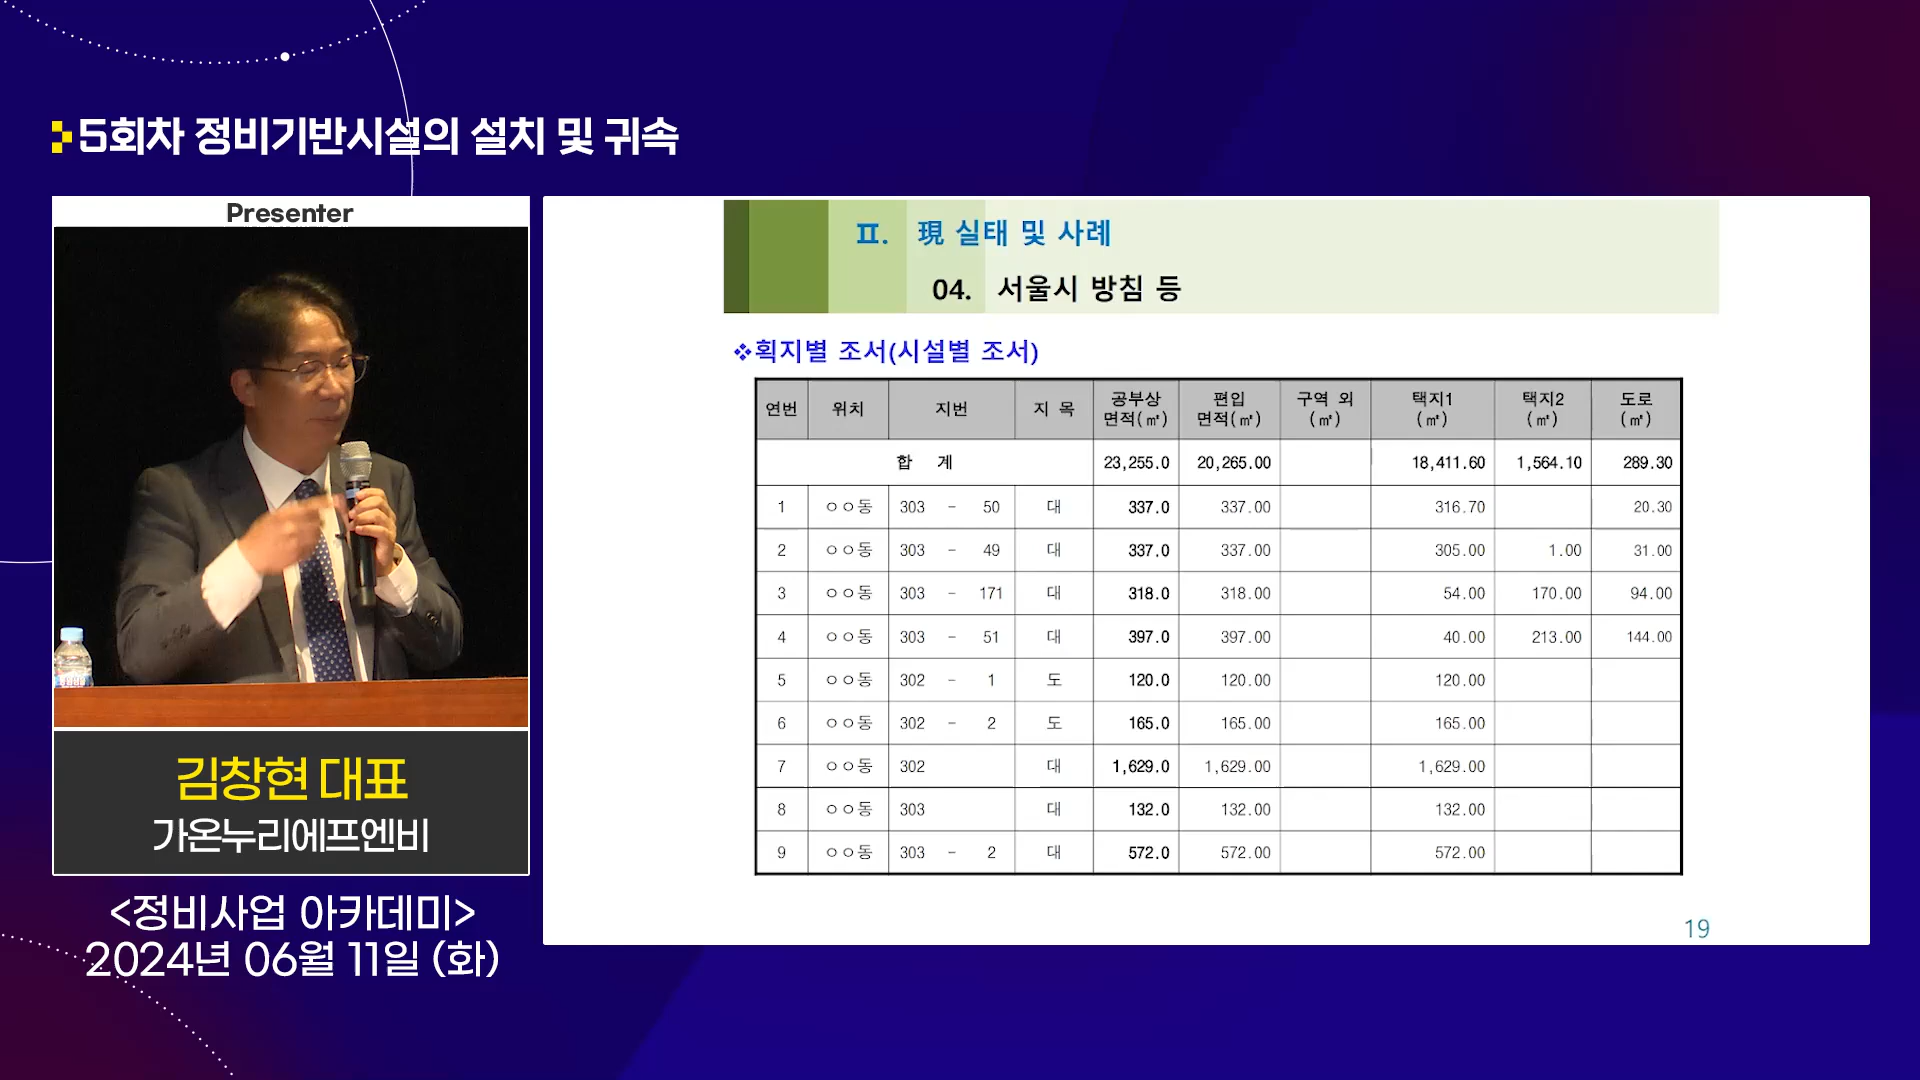 5회차 정비기반시설의 설치 및 귀속
Presenter
김창현 대표
가온누리에프엔비
<정비사업 아카데미>
2024년 06월 11일 (화)
Ⅱ. 現 실태 및 사례
04. 서울시 방침 등
❖획지별 조서(시설별 조서)
연번 위치 지번 지 목 공부상 면적(㎡) 편입 면적(㎡) 구역 외 (㎡) 택지1 (㎡) 택지2 (㎡) 도로 (㎡)
합 계 23,255.0 20,265.00 18,411.60 1,564.10 289.30
1 ㅇㅇ동 303 - 50 대 337.0 337.00 316.70 20.30
2 ㅇㅇ동 303 - 49 대 337.0 337.00 305.00 1.00 31.00
3 ㅇㅇ동 303 - 171 대 318.0 318.00 54.00 170.00 94.00
4 ㅇㅇ동 303 - 51 대 397.0 397.00 40.00 213.00 144.00
5 ㅇㅇ동 302 - 1 도 120.0 120.00 120.00
6 ㅇㅇ동 302 - 2 도 165.0 165.00 165.00
7 ㅇㅇ동 302 대 1,629.0 1,629.00 1,629.00
8 ㅇㅇ동 303 대 132.0 132.00 132.00
9 ㅇㅇ동 303 - 2 대 572.0 572.00 572.00
19